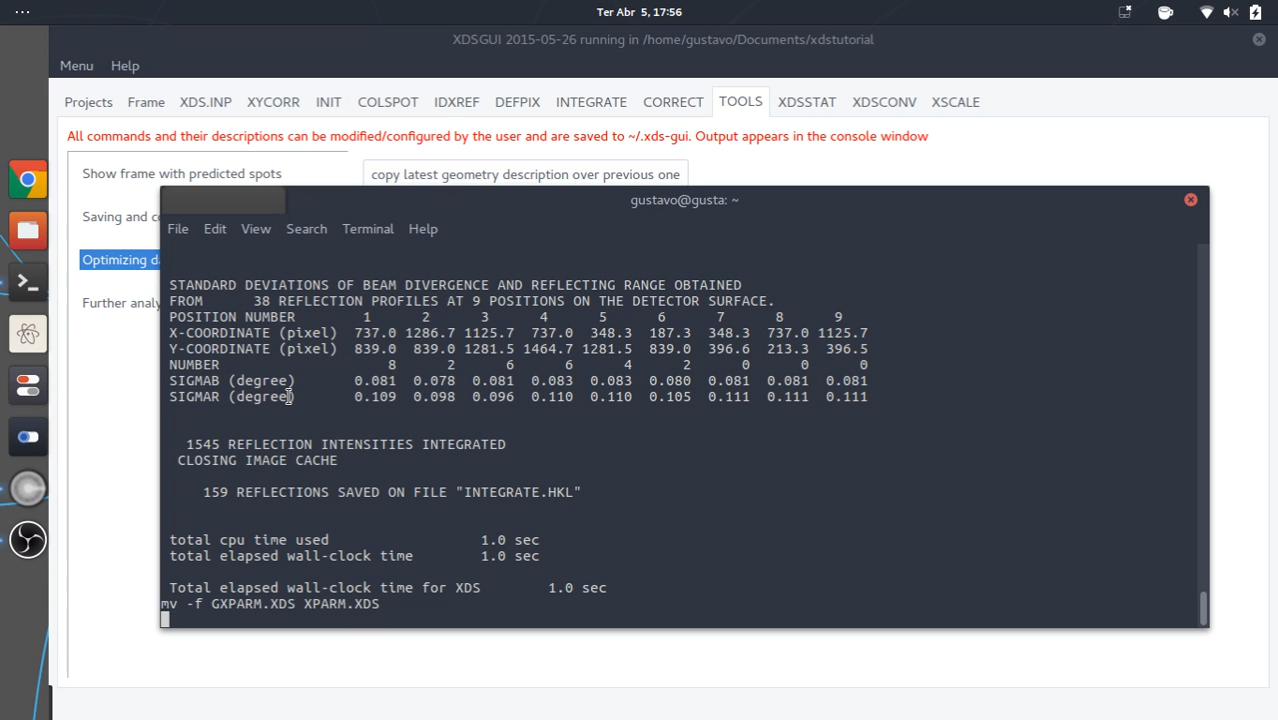 Ter Abr 5, 17:56
XDSGUI 2015-05-26 running in /home/gustavo/Documents/xdstutorial
Menu Help
Projects Frame XDS.INP XYCORR INIT COLSPOT IDXREF DEFPIX INTEGRATE CORRECT TOOLS XDSSTAT XDSCONV XSCALE
All commands and their descriptions can be modified/configured by the user and are saved to ~/.xds-gui. Output appears in the console window
Show frame with predicted spots
copy latest geometry description over previous one
Saving and co
Optimizing da
Further analy
gustavo@gusta: ~
File Edit View Search Terminal Help
STANDARD DEVIATIONS OF BEAM DIVERGENCE AND REFLECTING RANGE OBTAINED
FROM 38 REFLECTION PROFILES AT 9 POSITIONS ON THE DETECTOR SURFACE.
POSITION NUMBER 1 2 3 4 5 6 7 8 9
X-COORDINATE (pixel) 737.0 1286.7 1125.7 737.0 348.3 187.3 348.3 737.0 1125.7
Y-COORDINATE (pixel) 839.0 839.0 1281.5 1464.7 1281.5 839.0 396.6 213.3 396.5
NUMBER 8 2 6 6 4 2 0 0 0
SIGMAB (degree) 0.081 0.078 0.081 0.083 0.083 0.080 0.081 0.081 0.081
SIGMAR (degree) 0.109 0.098 0.096 0.110 0.110 0.105 0.111 0.111 0.111
1545 REFLECTION INTENSITIES INTEGRATED
CLOSING IMAGE CACHE
159 REFLECTIONS SAVED ON FILE "INTEGRATE.HKL"
total cpu time used 1.0 sec
total elapsed wall-clock time 1.0 sec
Total elapsed wall-clock time for XDS 1.0 sec
mv -f GXPARM.XDS XPARM.XDS